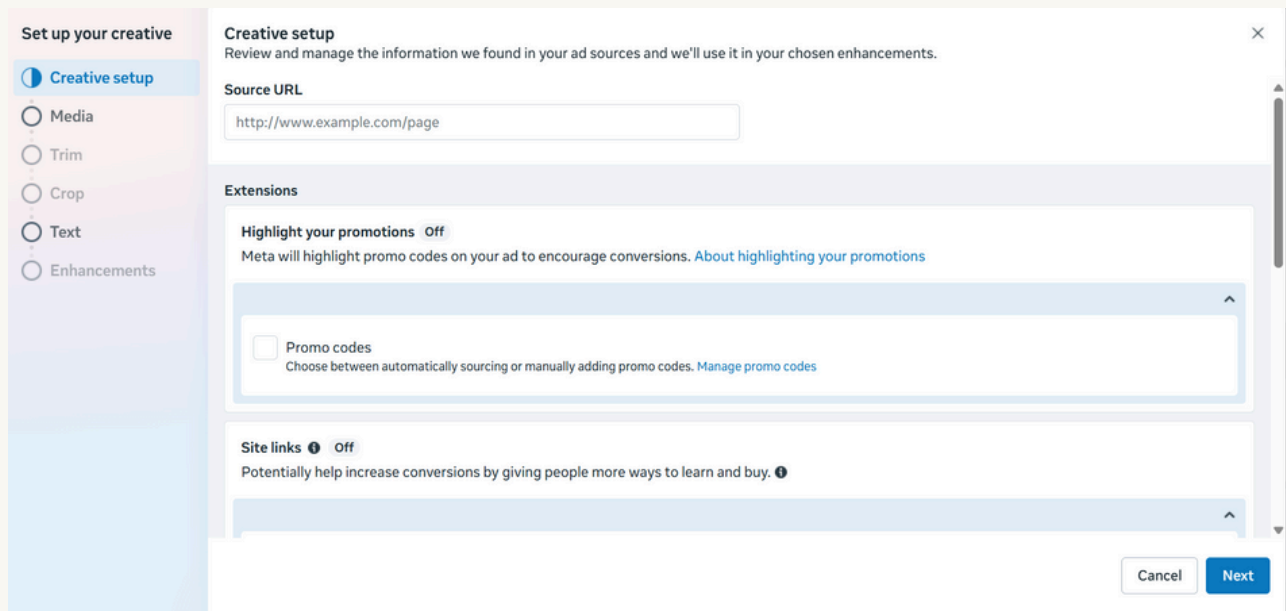 Set up your creative
Creative setup
Media
Trim
Crop
Text
Enhancements
Creative setup
Review and manage the information we found in your ad sources and we'll use it in your chosen enhancements.
Source URL
http://www.example.com/page
Extensions
Highlight your promotions Off
Meta will highlight promo codes on your ad to encourage conversions. About highlighting your promotions
Promo codes
Choose between automatically sourcing or manually adding promo codes. Manage promo codes
Site links Off
Potentially help increase conversions by giving people more ways to learn and buy.
Cancel Next